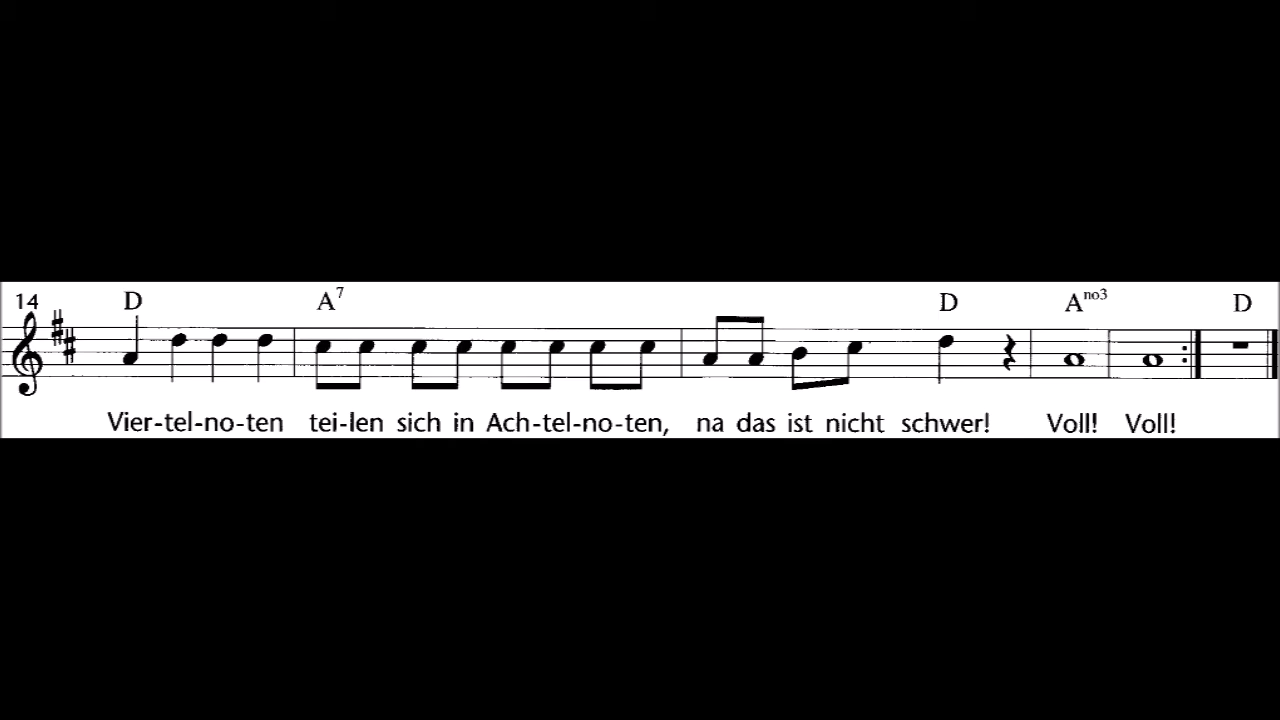 14 D A7 D Ano3 D
Vier-tel-no-ten tei-len sich in Ach-tel-no-ten, na das ist nicht schwer! Voll! Voll!